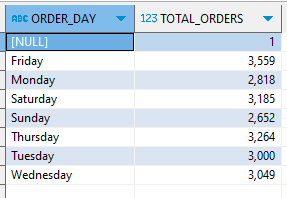 ABC ORDER_DAY 123 TOTAL_ORDERS
[NULL] 1
Friday 3,559
Monday 2,818
Saturday 3,185
Sunday 2,652
Thursday 3,264
Tuesday 3,000
Wednesday 3,049